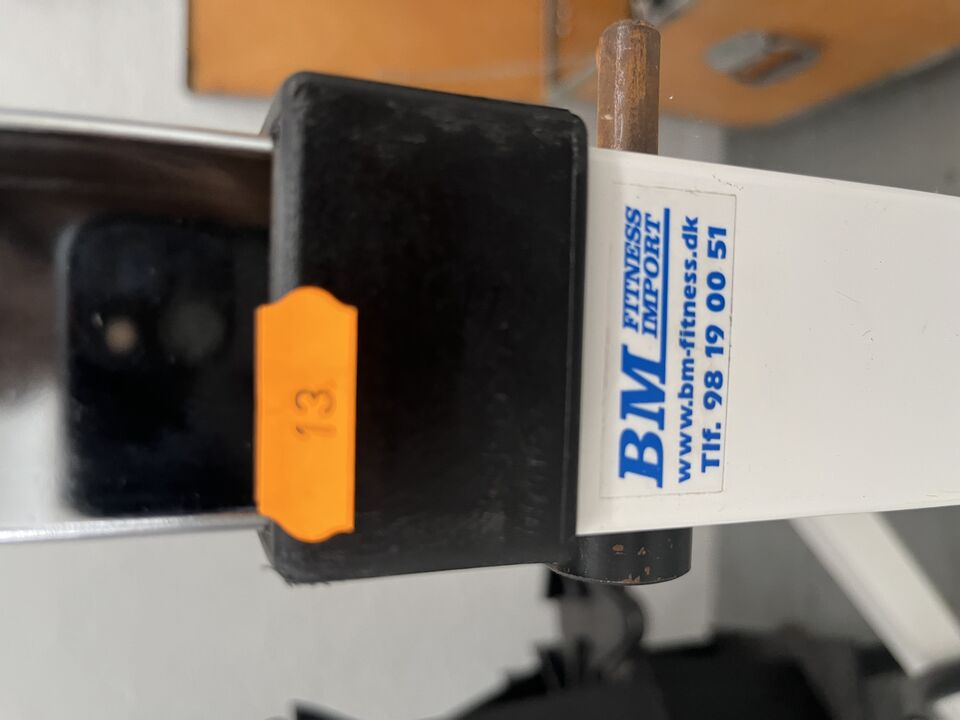 13
BM FITNESS
IMPORT
www.bm-fitness.dk
Tlf. 98 19 00 51